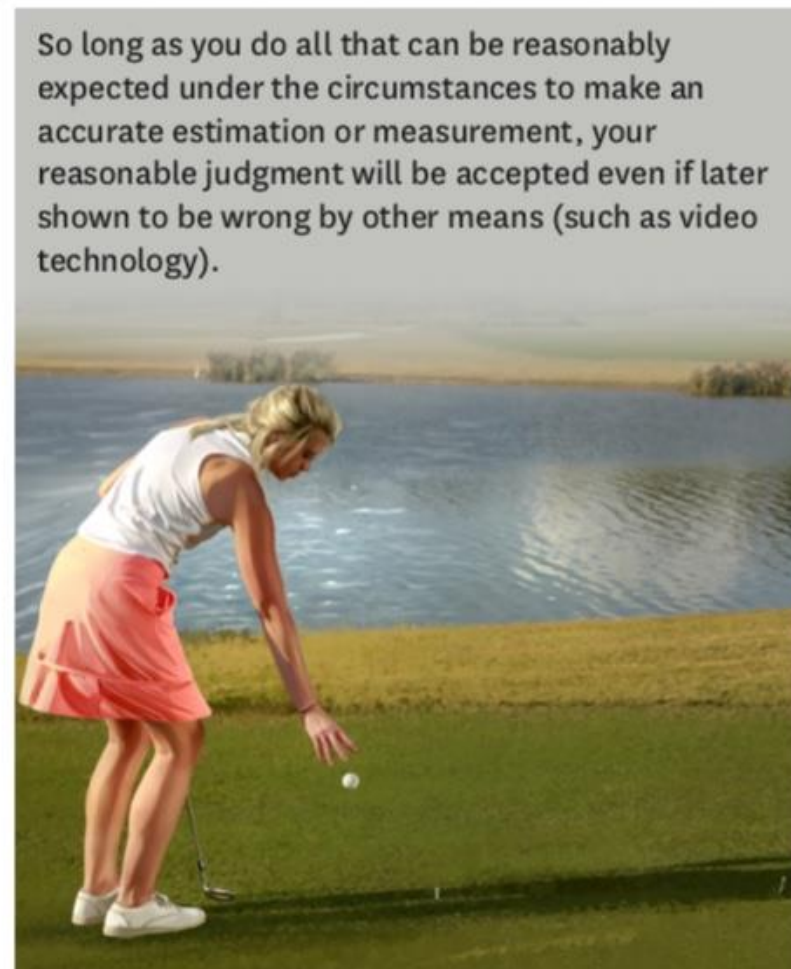 So long as you do all that can be reasonably
expected under the circumstances to make an
accurate estimation or measurement, your
reasonable judgment will be accepted even if later
shown to be wrong by other means (such as video
technology).